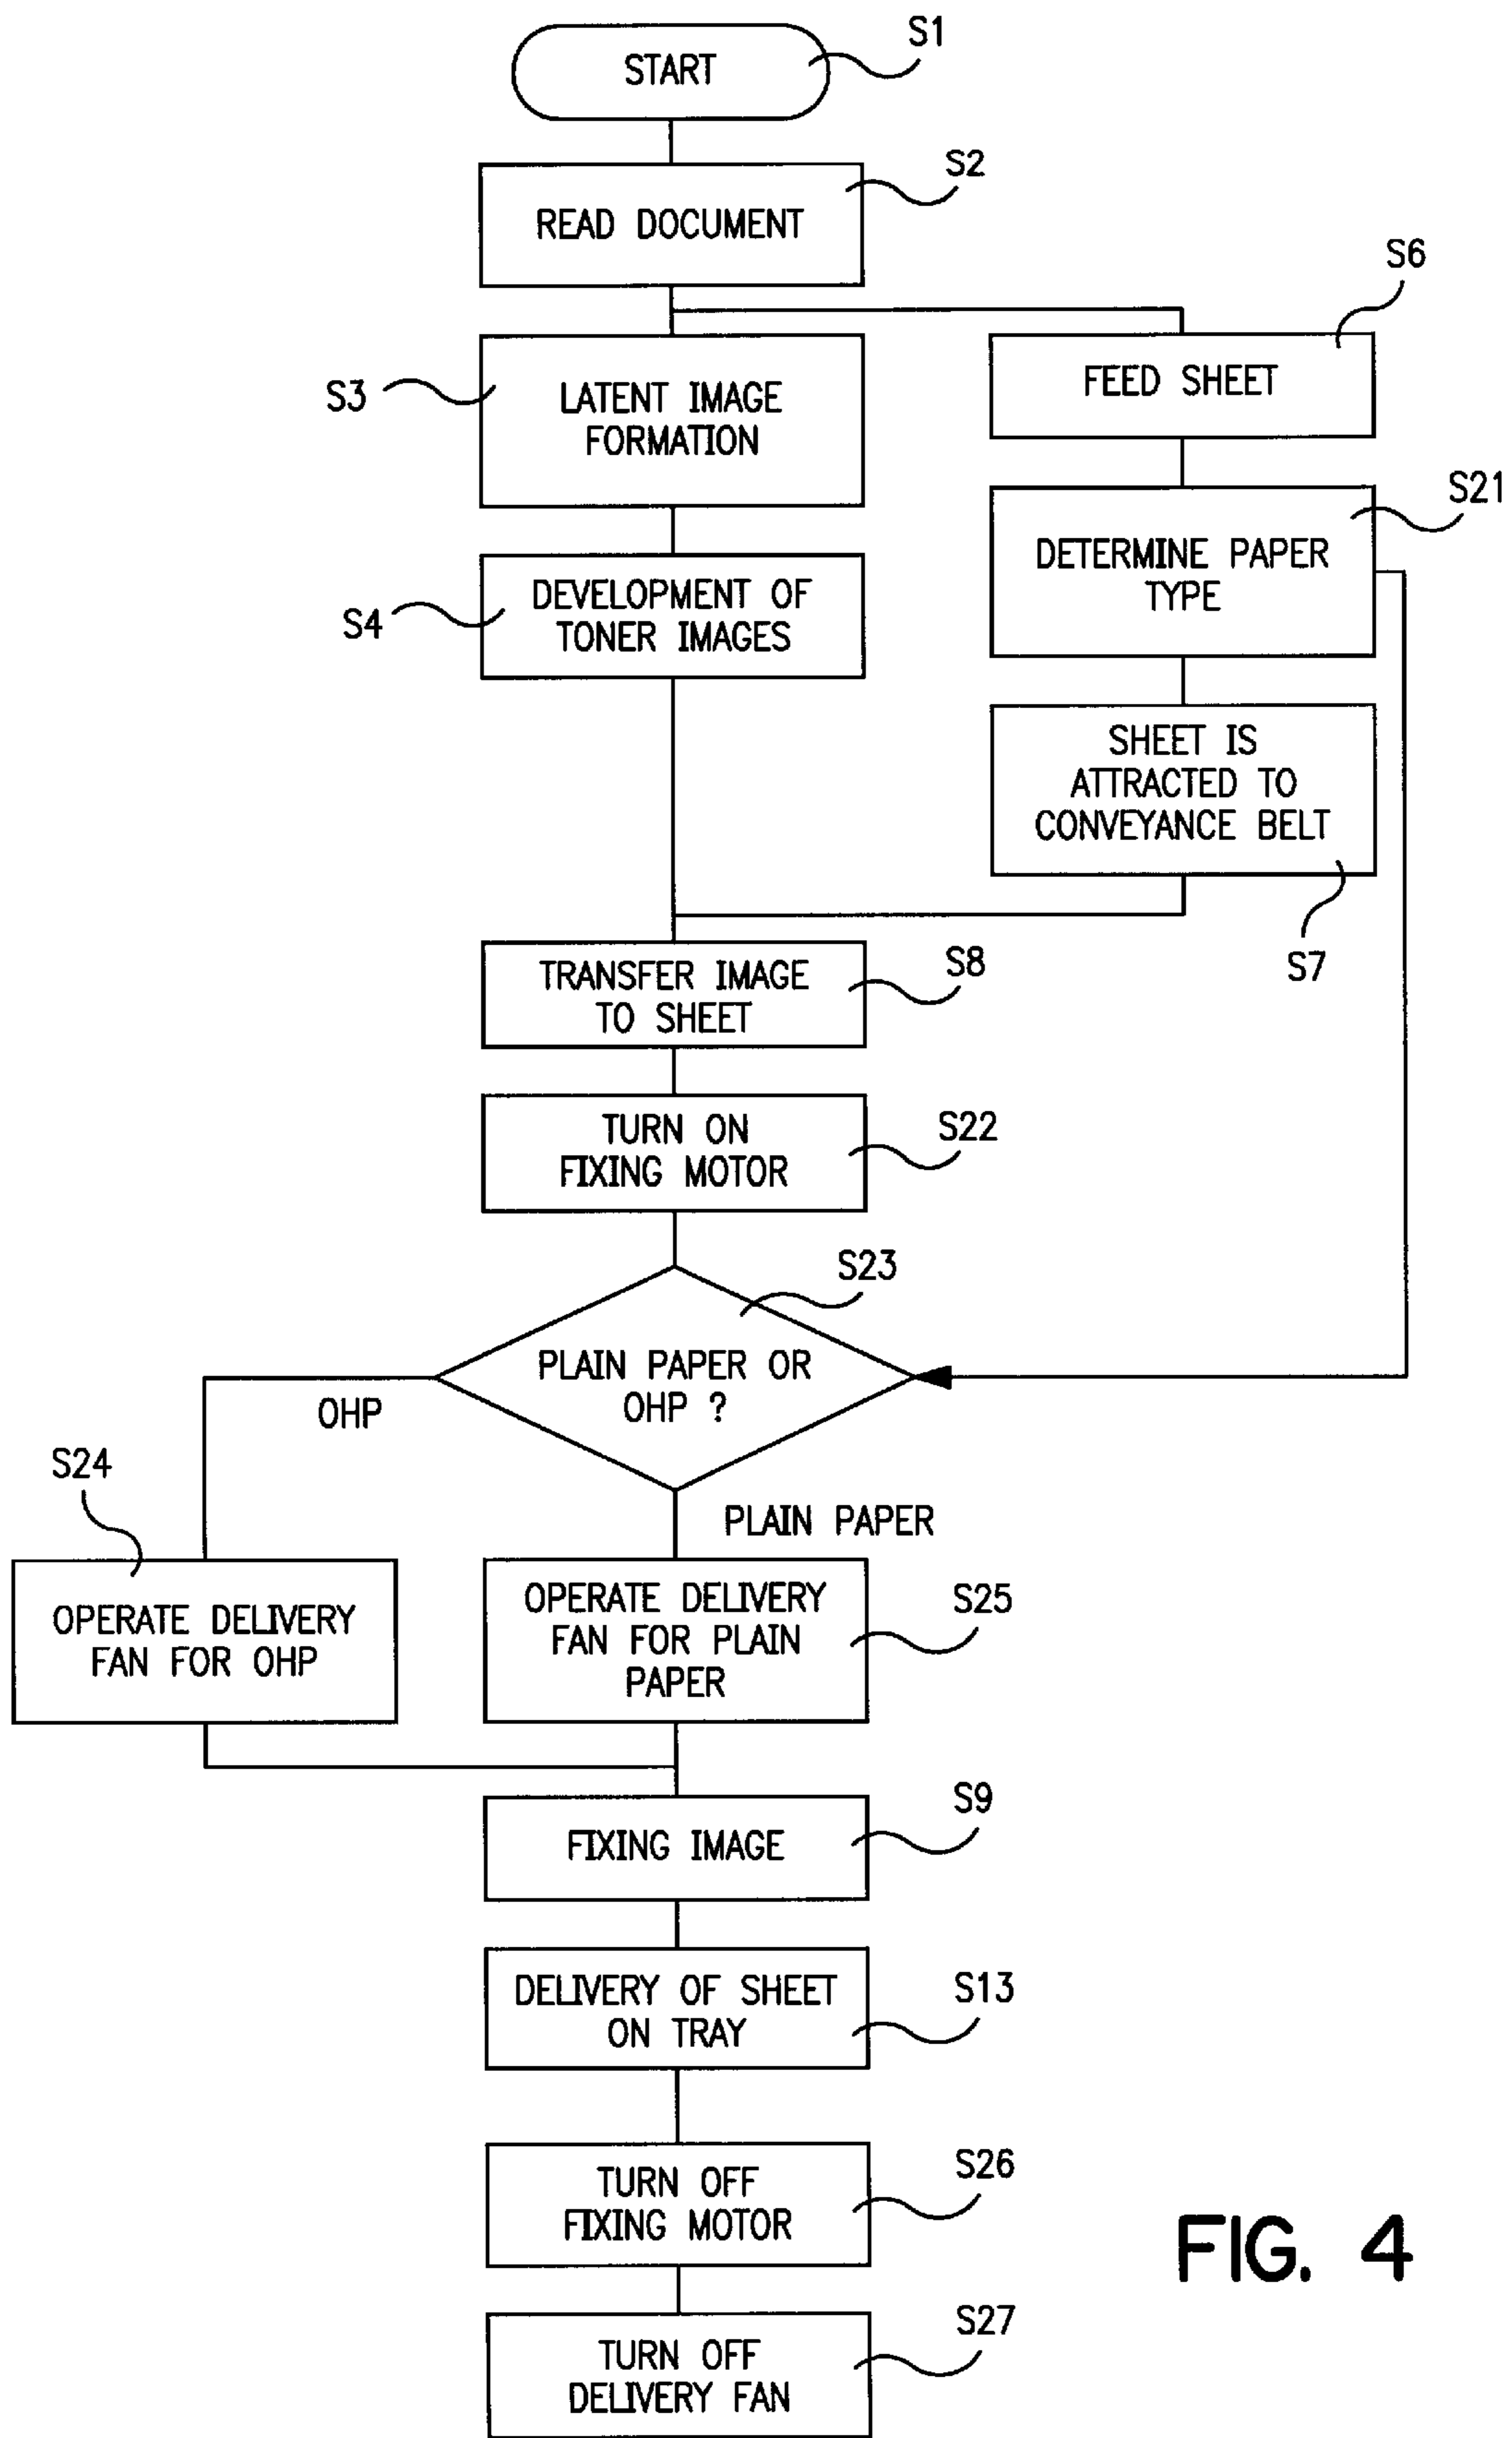 S1
START
S2
READ DOCUMENT
S6
S3
LATENT IMAGE
FORMATION
FEED SHEET
S21
DETERMINE PAPER
TYPE
S4
DEVELOPMENT OF
TONER IMAGES
SHEET IS
ATTRACTED TO
CONVEYANCE BELT
S7
S8
TRANSFER IMAGE
TO SHEET
S22
TURN ON
FIXING MOTOR
S23
PLAIN PAPER OR
OHP ?
OHP
S24
PLAIN PAPER
OPERATE DELIVERY
FAN FOR OHP
OPERATE DELIVERY
FAN FOR PLAIN
PAPER
S25
S9
FIXING IMAGE
S13
DELIVERY OF SHEET
ON TRAY
S26
TURN OFF
FIXING MOTOR
FIG. 4
S27
TURN OFF
DELIVERY FAN